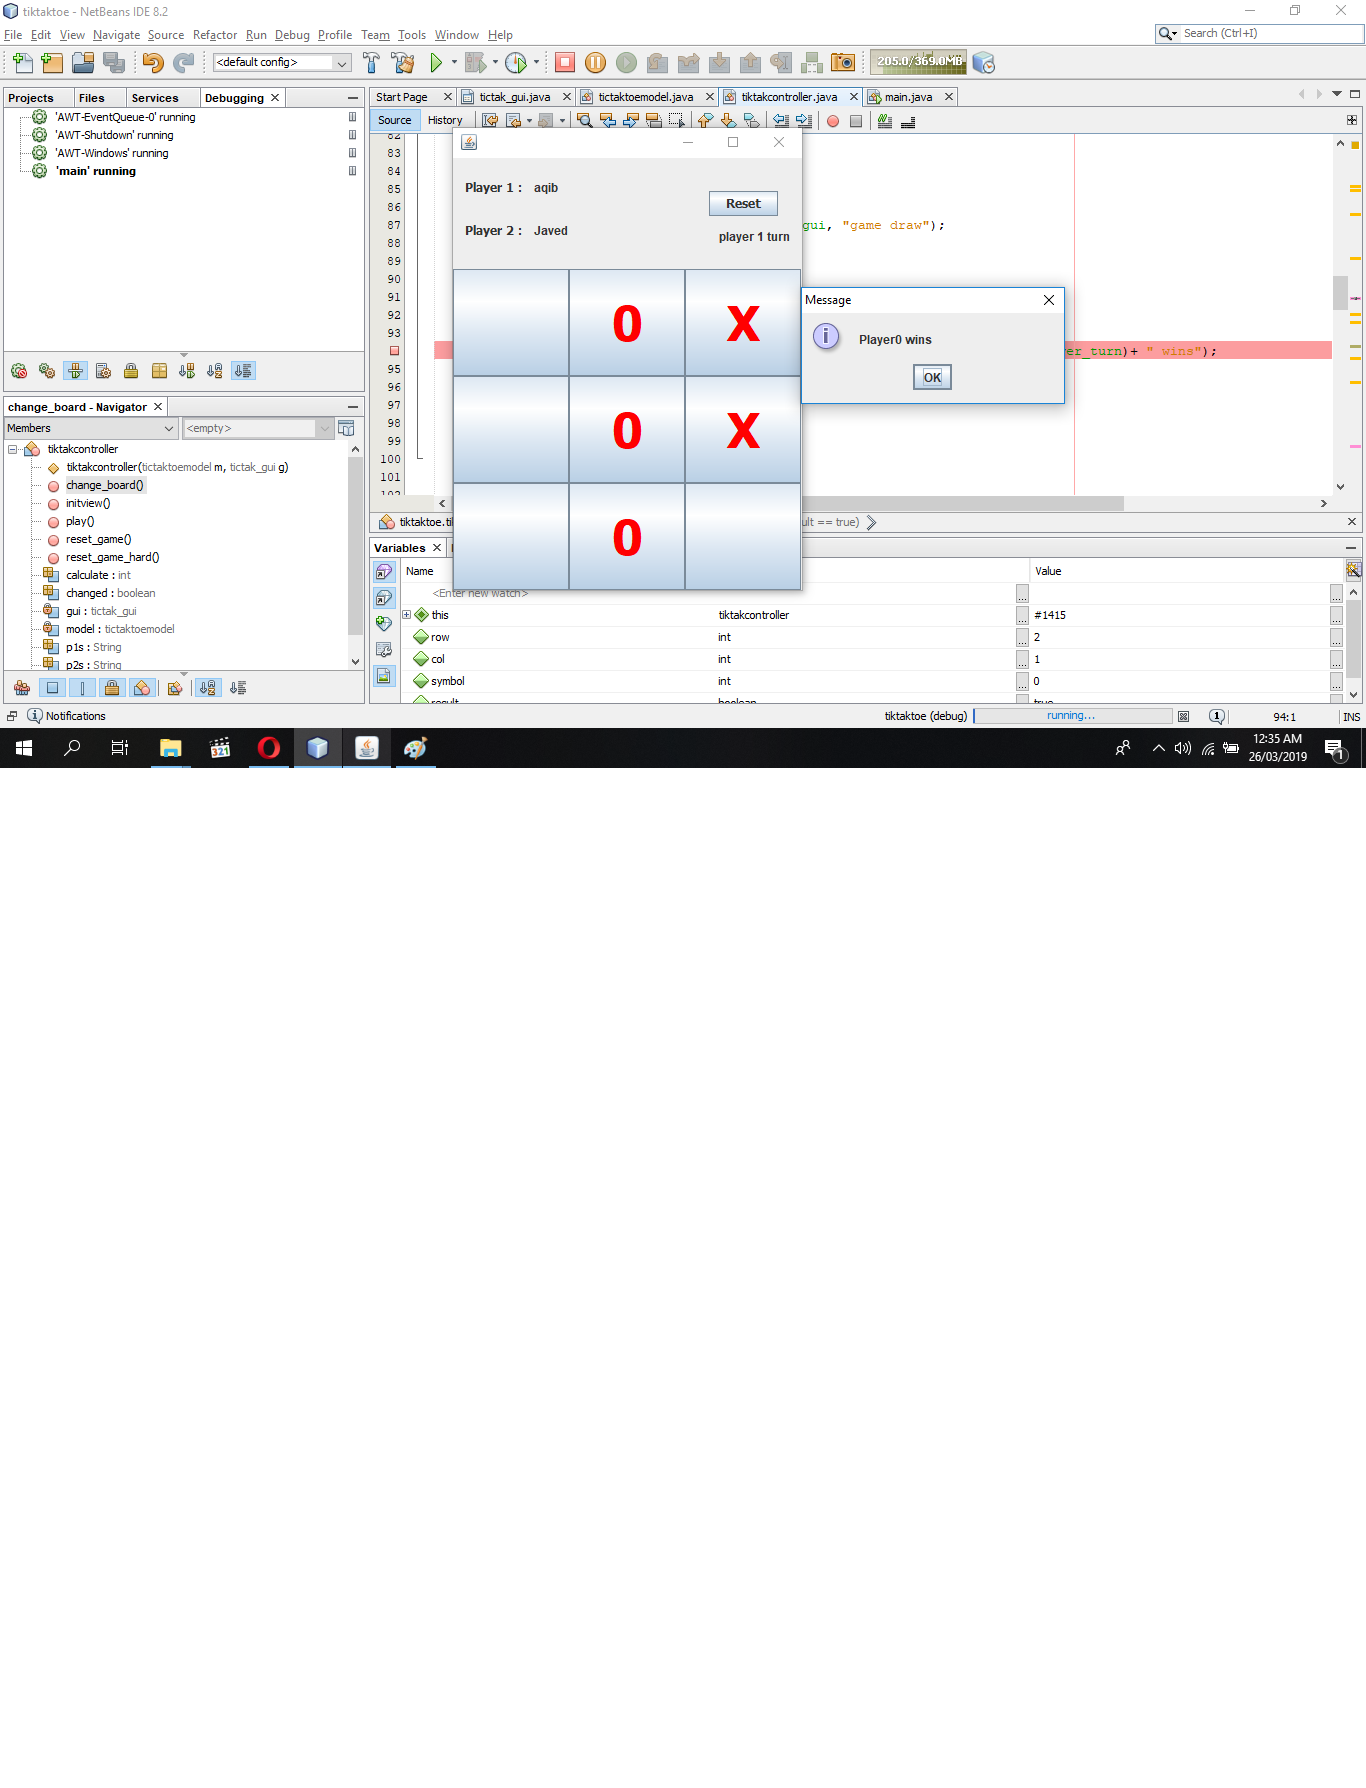 tiktaktoe - NetBeans IDE 8.2
File Edit View Navigate Source Refactor Run Debug Profile Team Tools Window Help
Search (Ctrl+I)
<default config>
205.0/369.0MB
Projects Files Services Debugging
'AWT-EventQueue-0' running
'AWT-Shutdown' running
'AWT-Windows' running
'main' running
change_board - Navigator
Members
<empty>
tiktakcontroller
tiktakcontroller(tictaktoemodel m, tictak_gui g)
change_board()
initview()
play()
reset_game()
reset_game_hard()
calculate : int
changed : boolean
gui : tictak_gui
model : tictaktoemodel
p1s : String
p2s : String
Start Page tictak_gui.java tictaktoemodel.java tiktakcontroller.java main.java
Source History
82
83
84
85
86
87 gui, "game draw");
88
89
90
91
92
93
er_turn)+ " wins");
95
96
97
98
99
100
101
102
Player 1 : aqib
Reset
Player 2 : Javed
player 1 turn
0 X
0 X
0
Message
Player0 wins
OK
tiktaktoe.ti
ult == true)
Variables
Name Value
<Enter new watch>
this tiktakcontroller #1415
row int 2
col int 1
symbol int 0
result boolean true
Notifications
tiktaktoe (debug) running... 1 94:1 INS
321
12:35 AM
26/03/2019
1